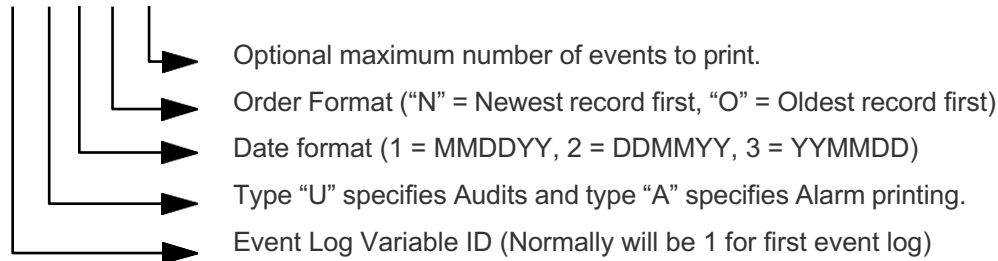 Optional maximum number of events to print.
Order Format (“N” = Newest record first, “O” = Oldest record first)
Date format (1 = MMDDYY, 2 = DDMMYY, 3 = YYMMDD)
Type “U” specifies Audits and type “A” specifies Alarm printing.
Event Log Variable ID (Normally will be 1 for first event log)